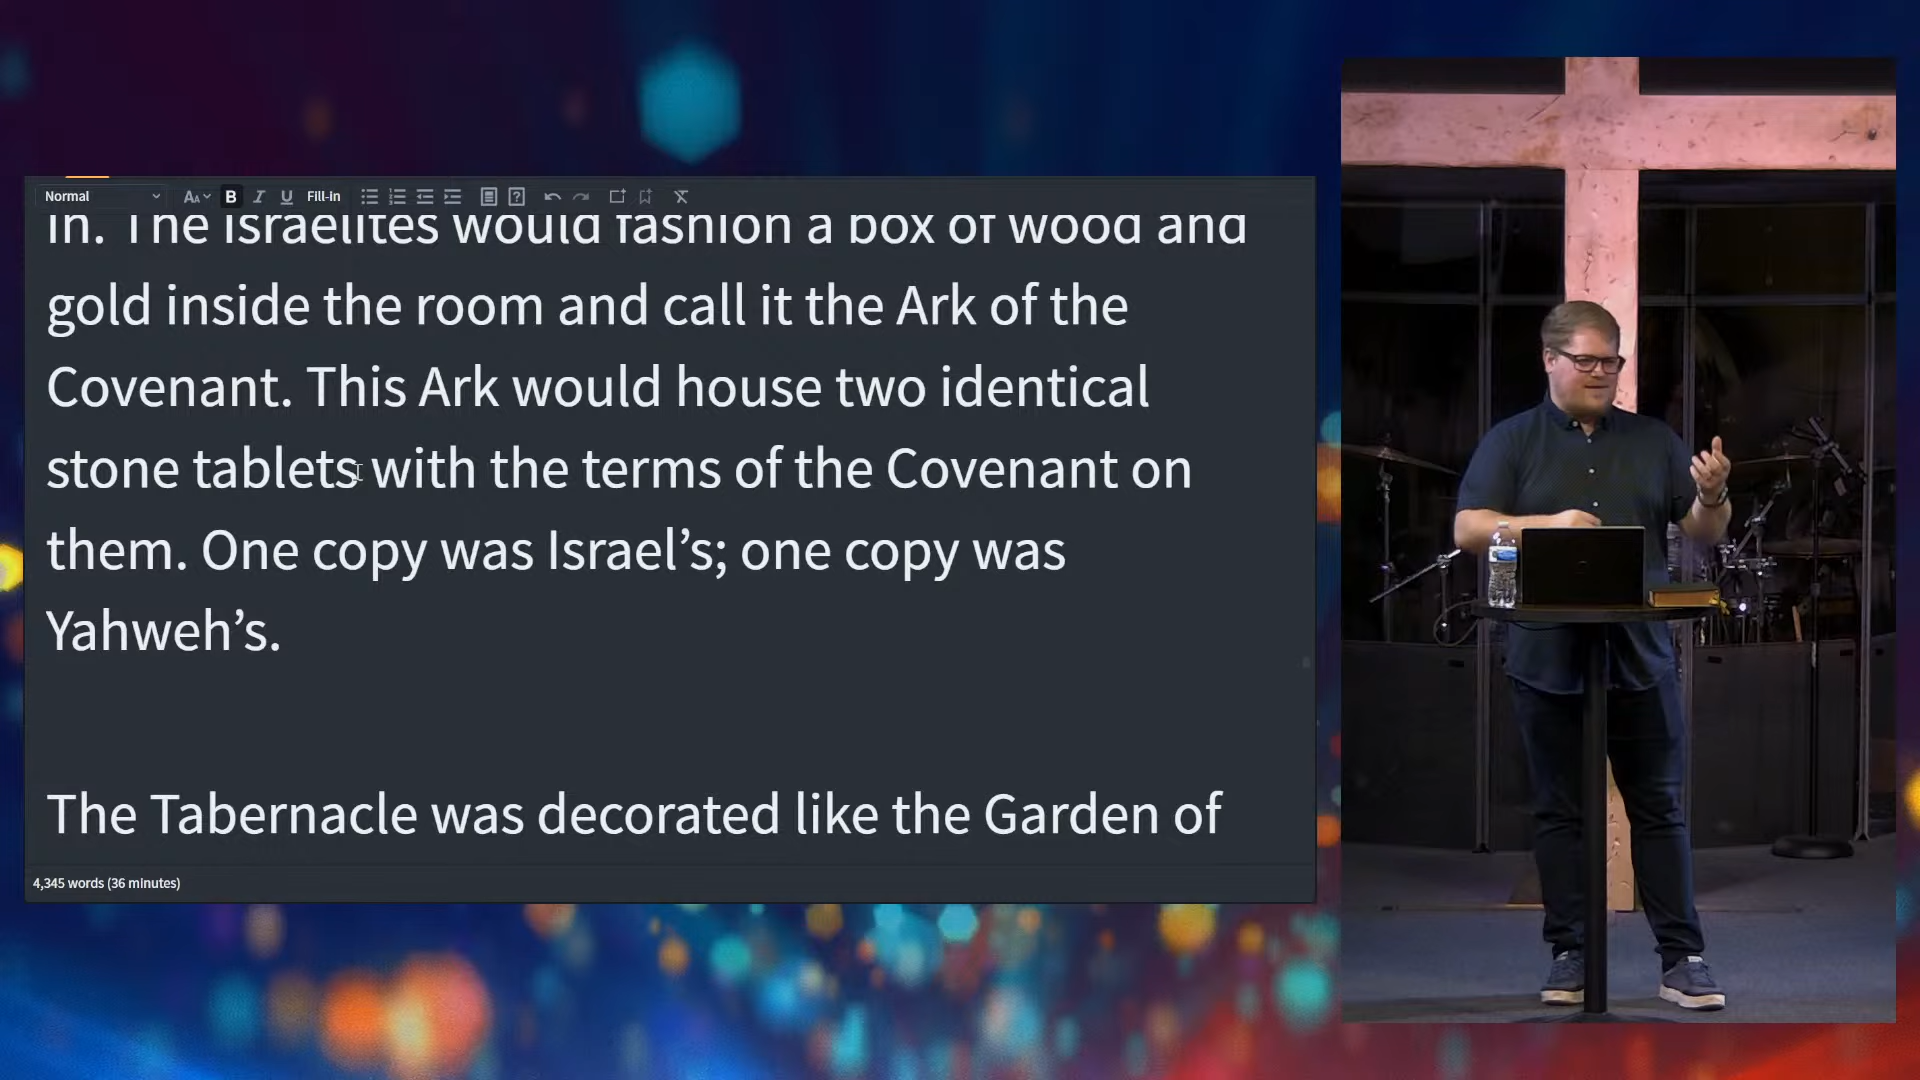 Normal
B I U Fill-in
in. The Israelites would fashion a box of wood and
gold inside the room and call it the Ark of the
Covenant. This Ark would house two identical
stone tablets with the terms of the Covenant on
them. One copy was Israel’s; one copy was
Yahweh’s.
The Tabernacle was decorated like the Garden of
4,345 words (36 minutes)